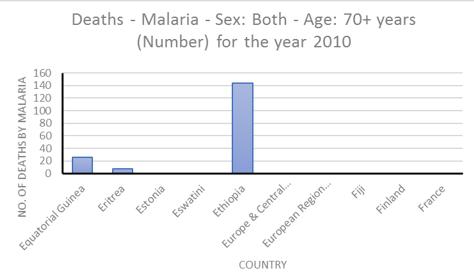 Deaths - Malaria - Sex: Both - Age: 70+ years
(Number) for the year 2010
NO. OF DEATHS BY MALARIA
160
140
120
100
80
60
40
20
0
Equatorial Guinea
Eritrea
Estonia
Eswatini
Ethiopia
Europe & Central...
European Region...
Fiji
Finland
France
COUNTRY